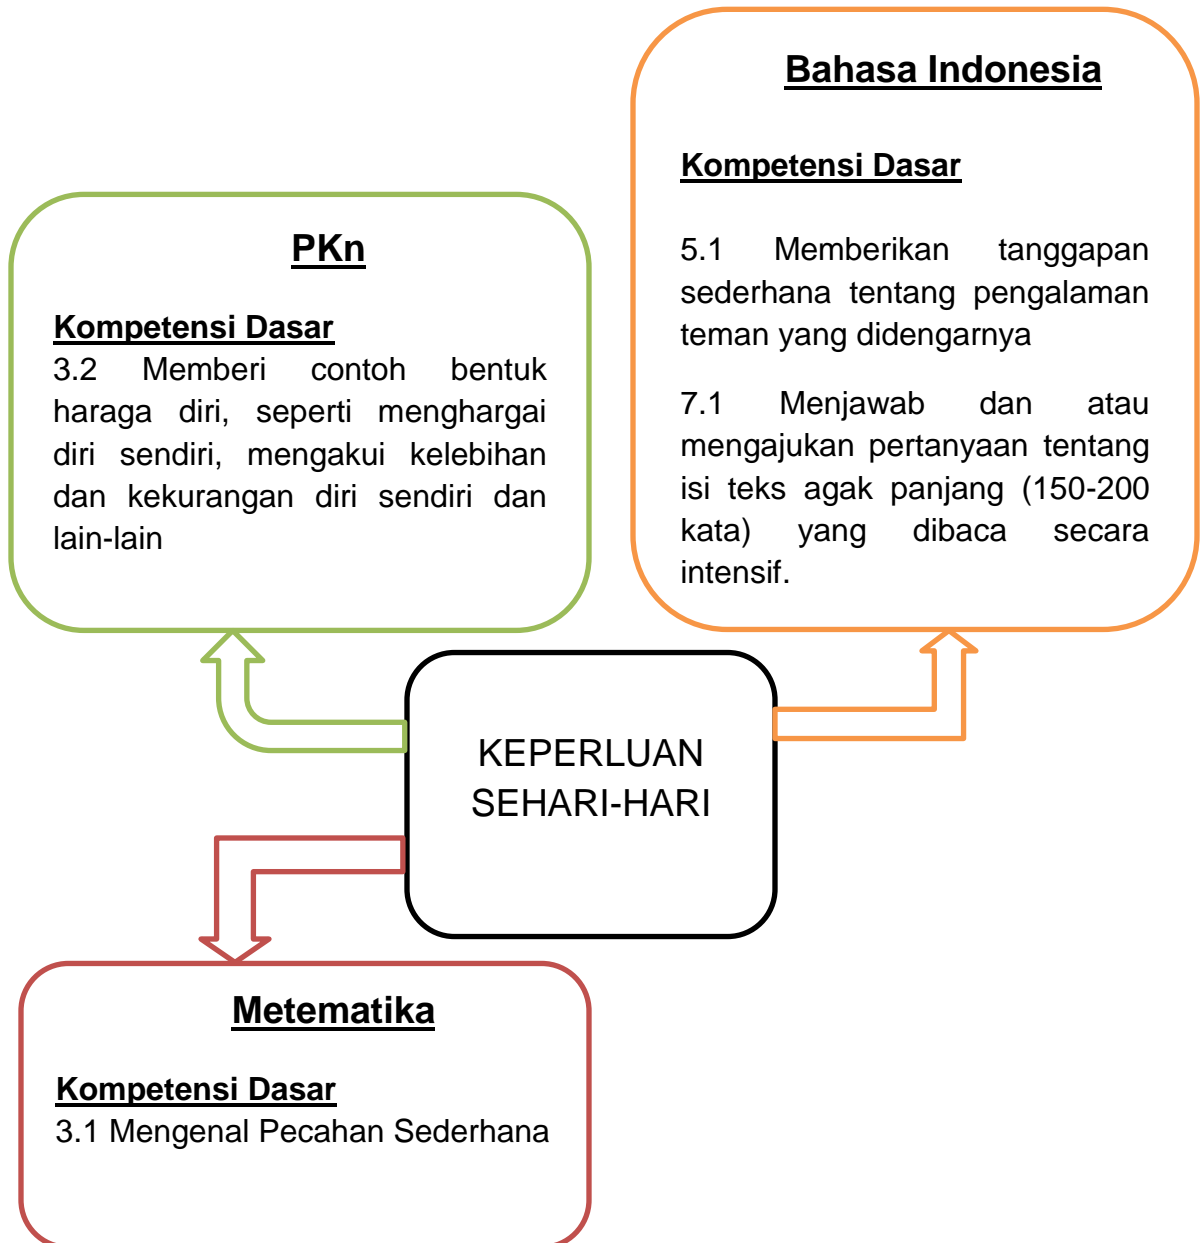 Bahasa Indonesia
Kompetensi Dasar
5.1 Memberikan tanggapan
sederhana tentang pengalaman
teman yang didengarnya
7.1 Menjawab dan atau
mengajukan pertanyaan tentang
isi teks agak panjang (150-200
kata) yang dibaca secara
intensif.
PKn
Kompetensi Dasar
3.2 Memberi contoh bentuk
haraga diri, seperti menghargai
diri sendiri, mengakui kelebihan
dan kekurangan diri sendiri dan
lain-lain
KEPERLUAN
SEHARI-HARI
Metematika
Kompetensi Dasar
3.1 Mengenal Pecahan Sederhana